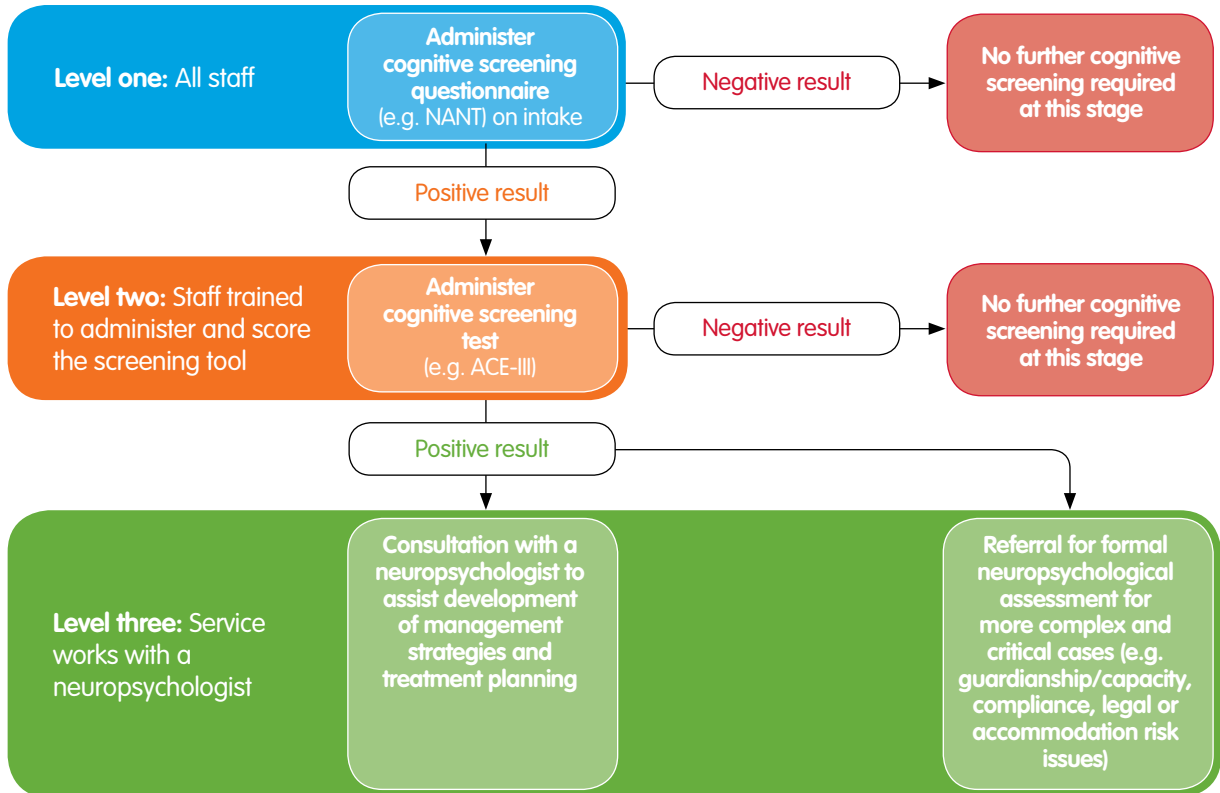 Level one: All staff
Administer
cognitive screening
questionnaire
(e.g. NANT) on intake
Negative result
No further cognitive
screening required
at this stage
Positive result
Level two: Staff trained
to administer and score
the screening tool
Administer
cognitive screening
test
(e.g. ACE-III)
Negative result
No further cognitive
screening required
at this stage
Positive result
Level three: Service
works with a
neuropsychologist
Consultation with a
neuropsychologist to
assist development
of management
strategies and
treatment planning
Referral for formal
neuropsychological
assessment for
more complex and
critical cases (e.g.
guardianship/capacity,
compliance, legal or
accommodation risk
issues)